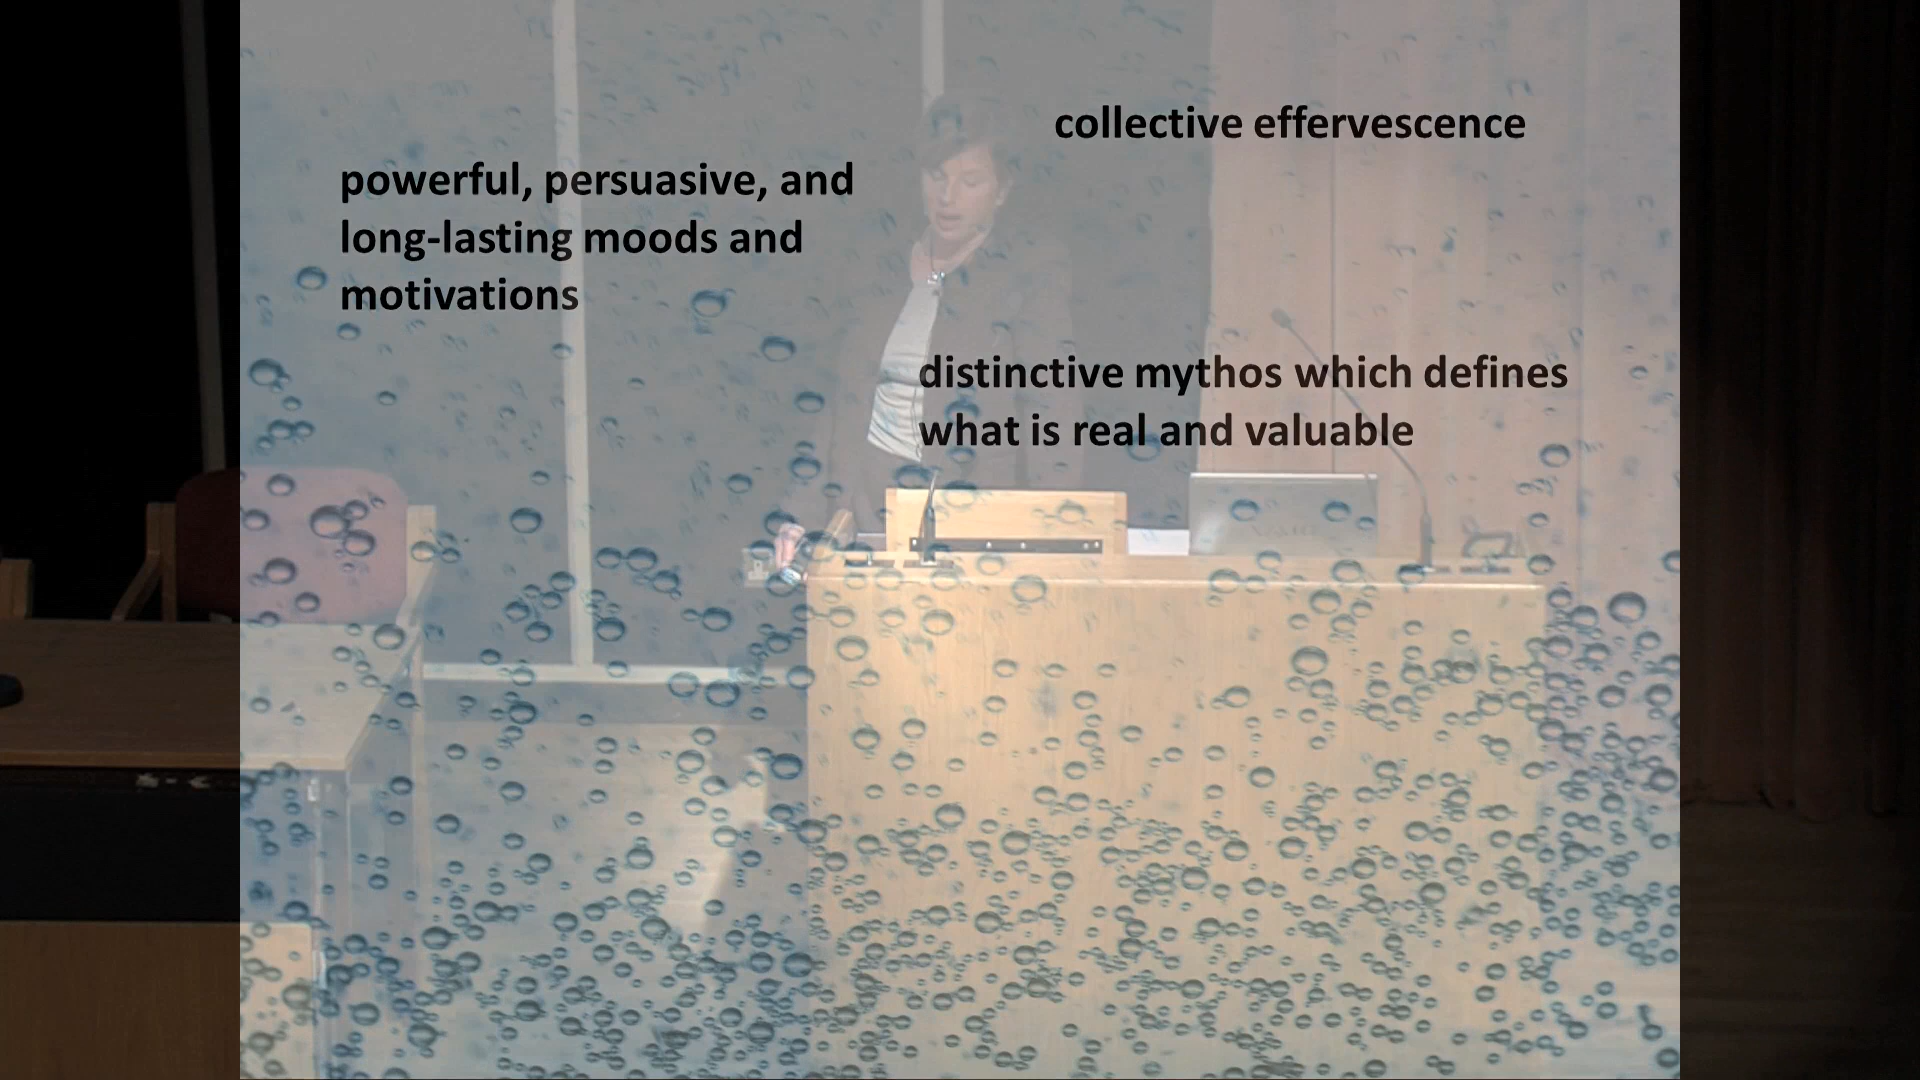 collective effervescence
powerful, persuasive, and
long-lasting moods and
motivations
distinctive mythos which defines
what is real and valuable